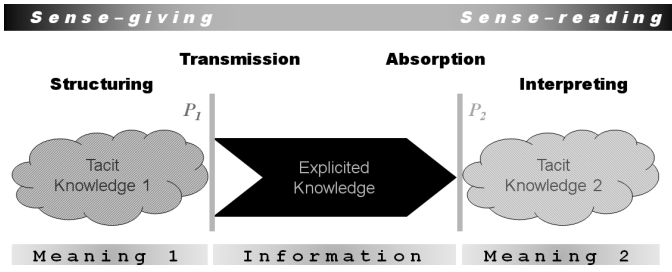 Sense-giving Sense-reading
Transmission Absorption
Structuring Interpreting
P1 P2
Tacit Explicited Tacit
Knowledge 1 Knowledge Knowledge 2
Meaning 1 Information Meaning 2